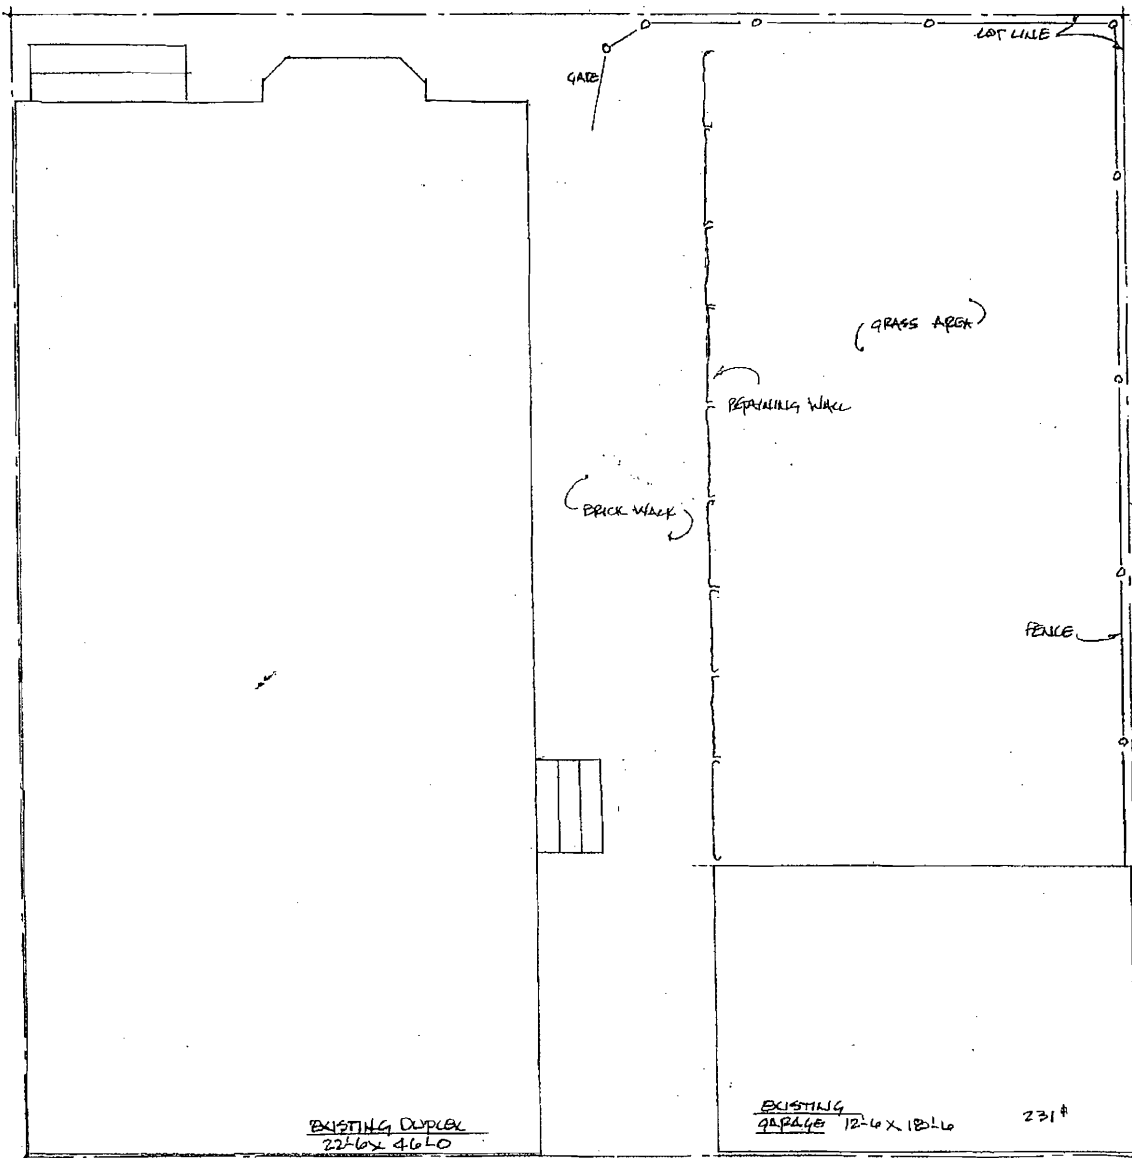 LOT LINE
GATE
GRASS AREA
RETAINING WALL
BRICK WALK
FENCE
EXISTING DUPLEX
22'-6 x 46'-0
EXISTING
GARAGE 12'-6 x 18'-6 231#